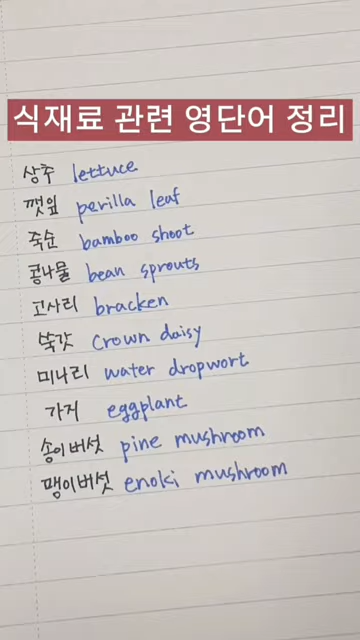 식재료 관련 영단어 정리
상추 lettuce
깻잎 perilla leaf
죽순 bamboo shoot
콩나물 bean sprouts
고사리 bracken
쑥갓 crown daisy
미나리 water dropwort
가지 eggplant
송이버섯 pine mushroom
팽이버섯 enoki mushroom